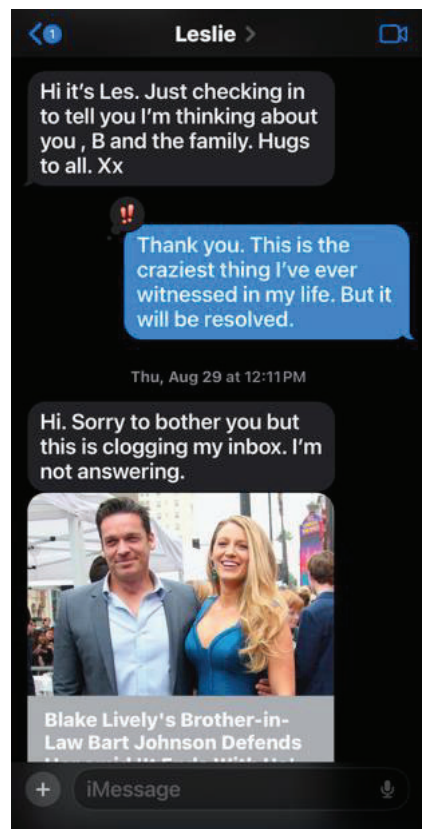 1
Leslie
Hi it's Les. Just checking in
to tell you I'm thinking about
you , B and the family. Hugs
to all. Xx
Thank you. This is the
craziest thing I've ever
witnessed in my life. But it
will be resolved.
Thu, Aug 29 at 12:11 PM
Hi. Sorry to bother you but
this is clogging my inbox. I'm
not answering.
Blake Lively's Brother-in-
Law Bart Johnson Defends
iMessage